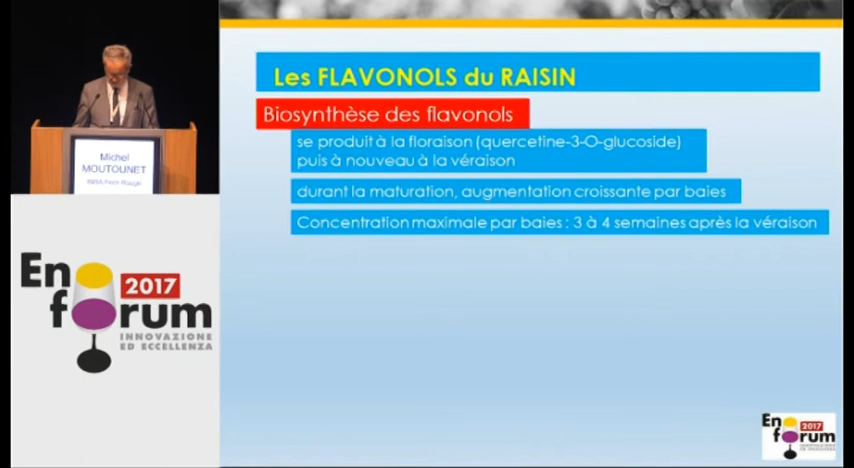 Les FLAVONOLS du RAISIN
Biosynthèse des flavonols
se produit à la floraison (quercetine-3-O-glucoside)
puis à nouveau à la véraison
durant la maturation, augmentation croissante par baies
Concentration maximale par baies : 3 à 4 semaines après la véraison
Michel
MOUTOUNET
En
2017
forum
INNOVAZIONE
ED ECCELLENZA
En
2017
forum